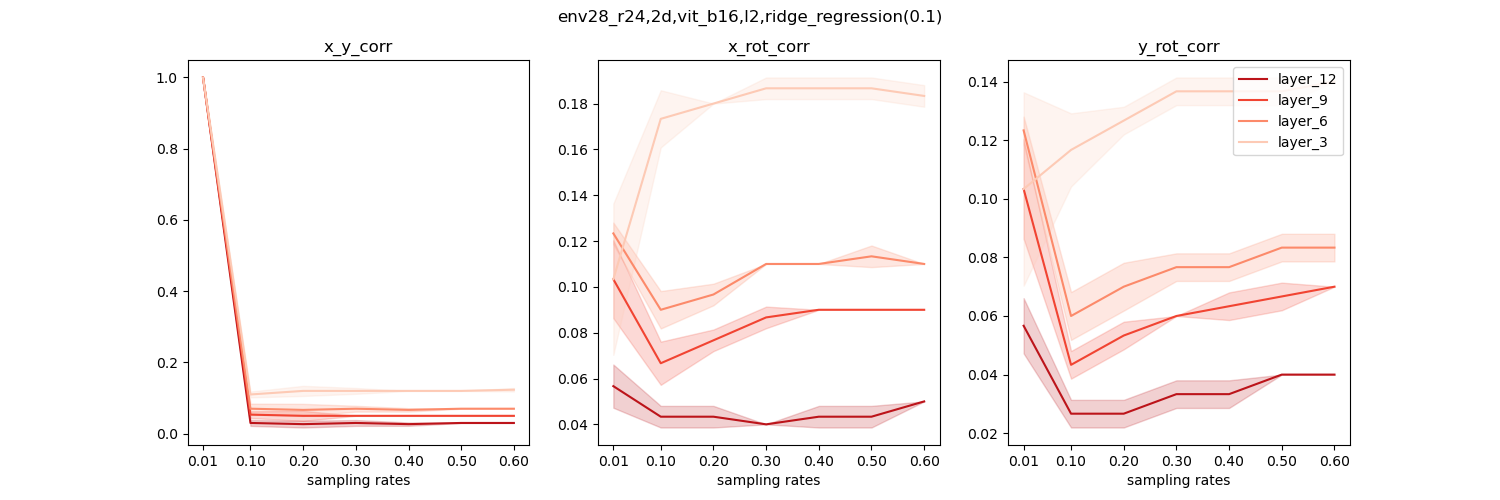 env28_r24,2d,vit_b16,l2,ridge_regression(0.1)
x_y_corr
1.0
0.8
0.6
0.4
0.2
0.0
0.01 0.10 0.20 0.30 0.40 0.50 0.60
sampling rates
x_rot_corr
0.18
0.16
0.14
0.12
0.10
0.08
0.06
0.04
0.01 0.10 0.20 0.30 0.40 0.50 0.60
sampling rates
y_rot_corr
0.14
0.12
0.10
0.08
0.06
0.04
0.02
0.01 0.10 0.20 0.30 0.40 0.50 0.60
sampling rates
layer_12
layer_9
layer_6
layer_3